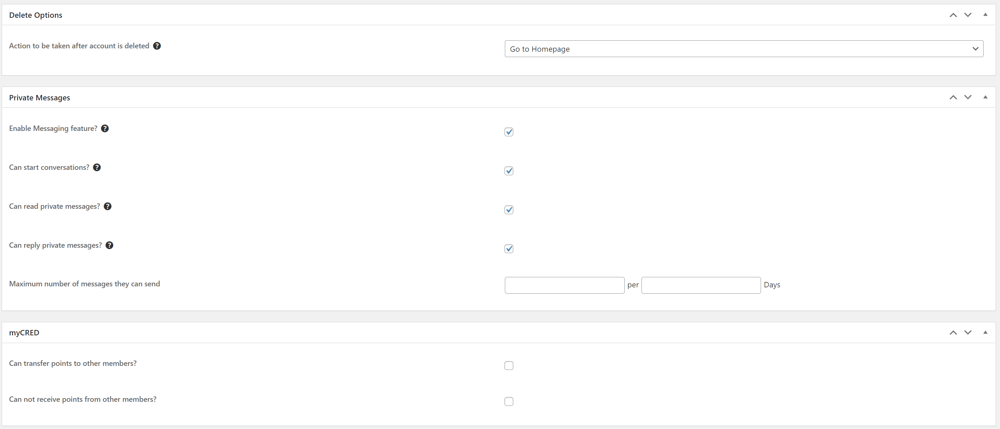 Delete Options
Action to be taken after account is deleted ?
Go to Homepage
Private Messages
Enable Messaging feature? ?
Can start conversations? ?
Can read private messages? ?
Can reply private messages? ?
Maximum number of messages they can send per Days
myCRED
Can transfer points to other members?
Can not receive points from other members?